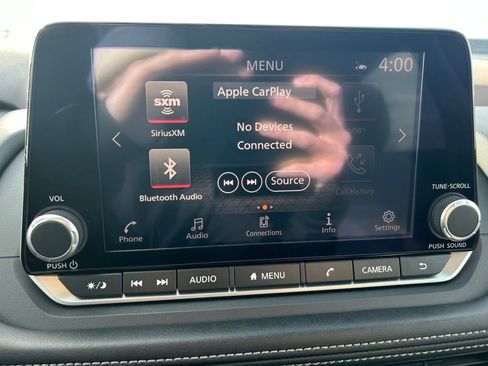 MENU 4:00
sxm
SiriusXM
Apple CarPlay
No Devices
Connected
USB1
Bluetooth Audio
Source
Call History
Phone Audio Connections Info Settings
VOL
PUSH
TUNE·SCROLL
PUSH SOUND
AUDIO MENU CAMERA